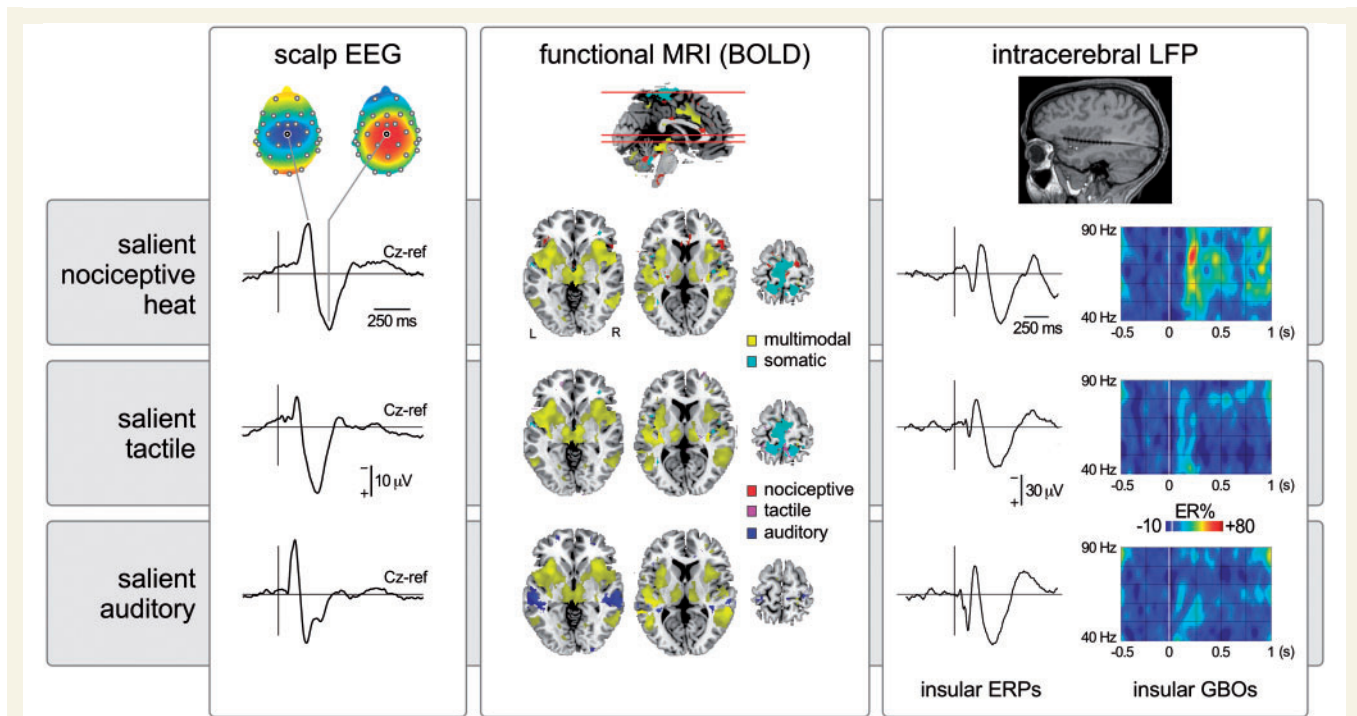 scalp EEG
functional MRI (BOLD)
intracerebral LFP
salient
nociceptive
heat
Cz-ref
250 ms
L
R
multimodal
somatic
250 ms
90 Hz
40 Hz
-0.5
0
0.5
1 (s)
salient
tactile
Cz-ref
−
+
10 μV
nociceptive
tactile
auditory
−
+
30 μV
90 Hz
40 Hz
-0.5
0
0.5
1 (s)
ER%
-10
+80
salient
auditory
Cz-ref
90 Hz
40 Hz
-0.5
0
0.5
1 (s)
insular ERPs
insular GBOs